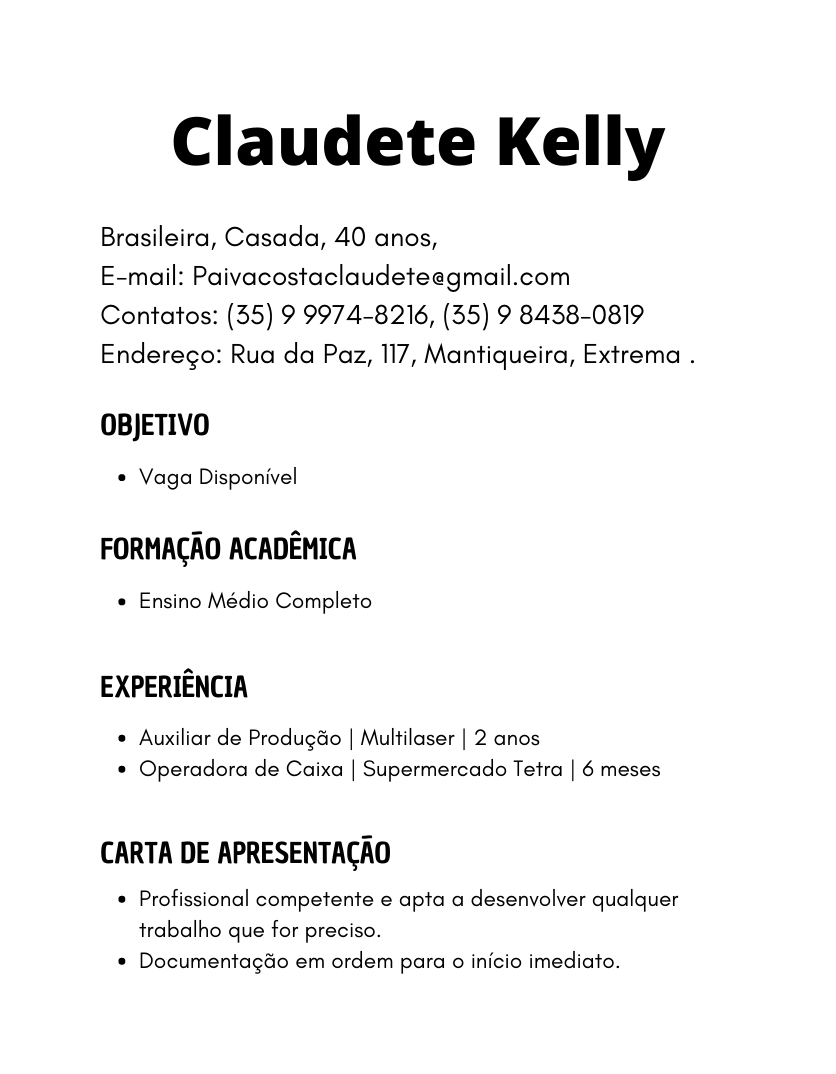 Claudete Kelly
Brasileira, Casada, 40 anos,
E-mail: Paivacostaclaudete@gmail.com
Contatos: (35) 9 9974-8216, (35) 9 8438-0819
Endereço: Rua da Paz, 117, Mantiqueira, Extrema .
OBJETIVO
• Vaga Disponível
FORMAÇÃO ACADÊMICA
• Ensino Médio Completo
EXPERIÊNCIA
• Auxiliar de Produção | Multilaser | 2 anos
• Operadora de Caixa | Supermercado Tetra | 6 meses
CARTA DE APRESENTAÇÃO
• Profissional competente e apta a desenvolver qualquer
trabalho que for preciso.
• Documentação em ordem para o início imediato.